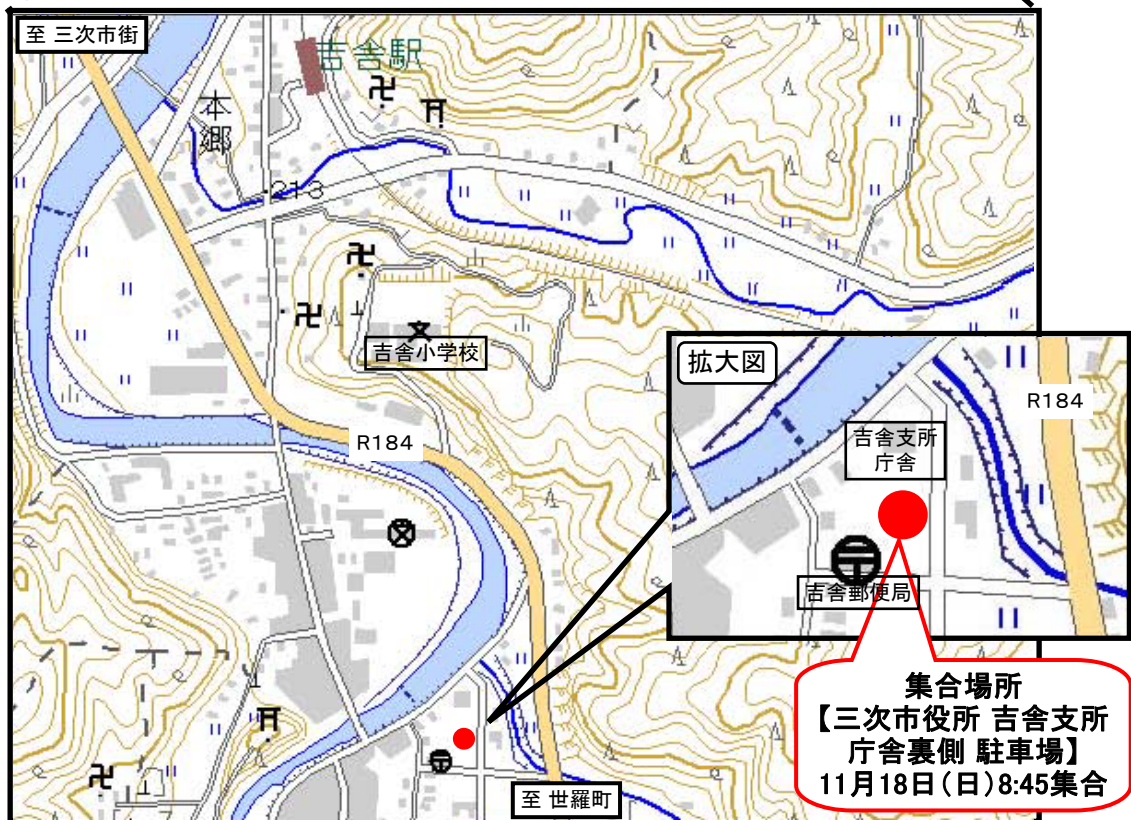 至 三次市街
吉舎駅
本郷
213
吉舎小学校
R184
至 世羅町
拡大図
R184
吉舎支所
庁舎
吉舎郵便局
集合場所
【三次市役所 吉舎支所
庁舎裏側 駐車場】
11月18日(日)8:45集合